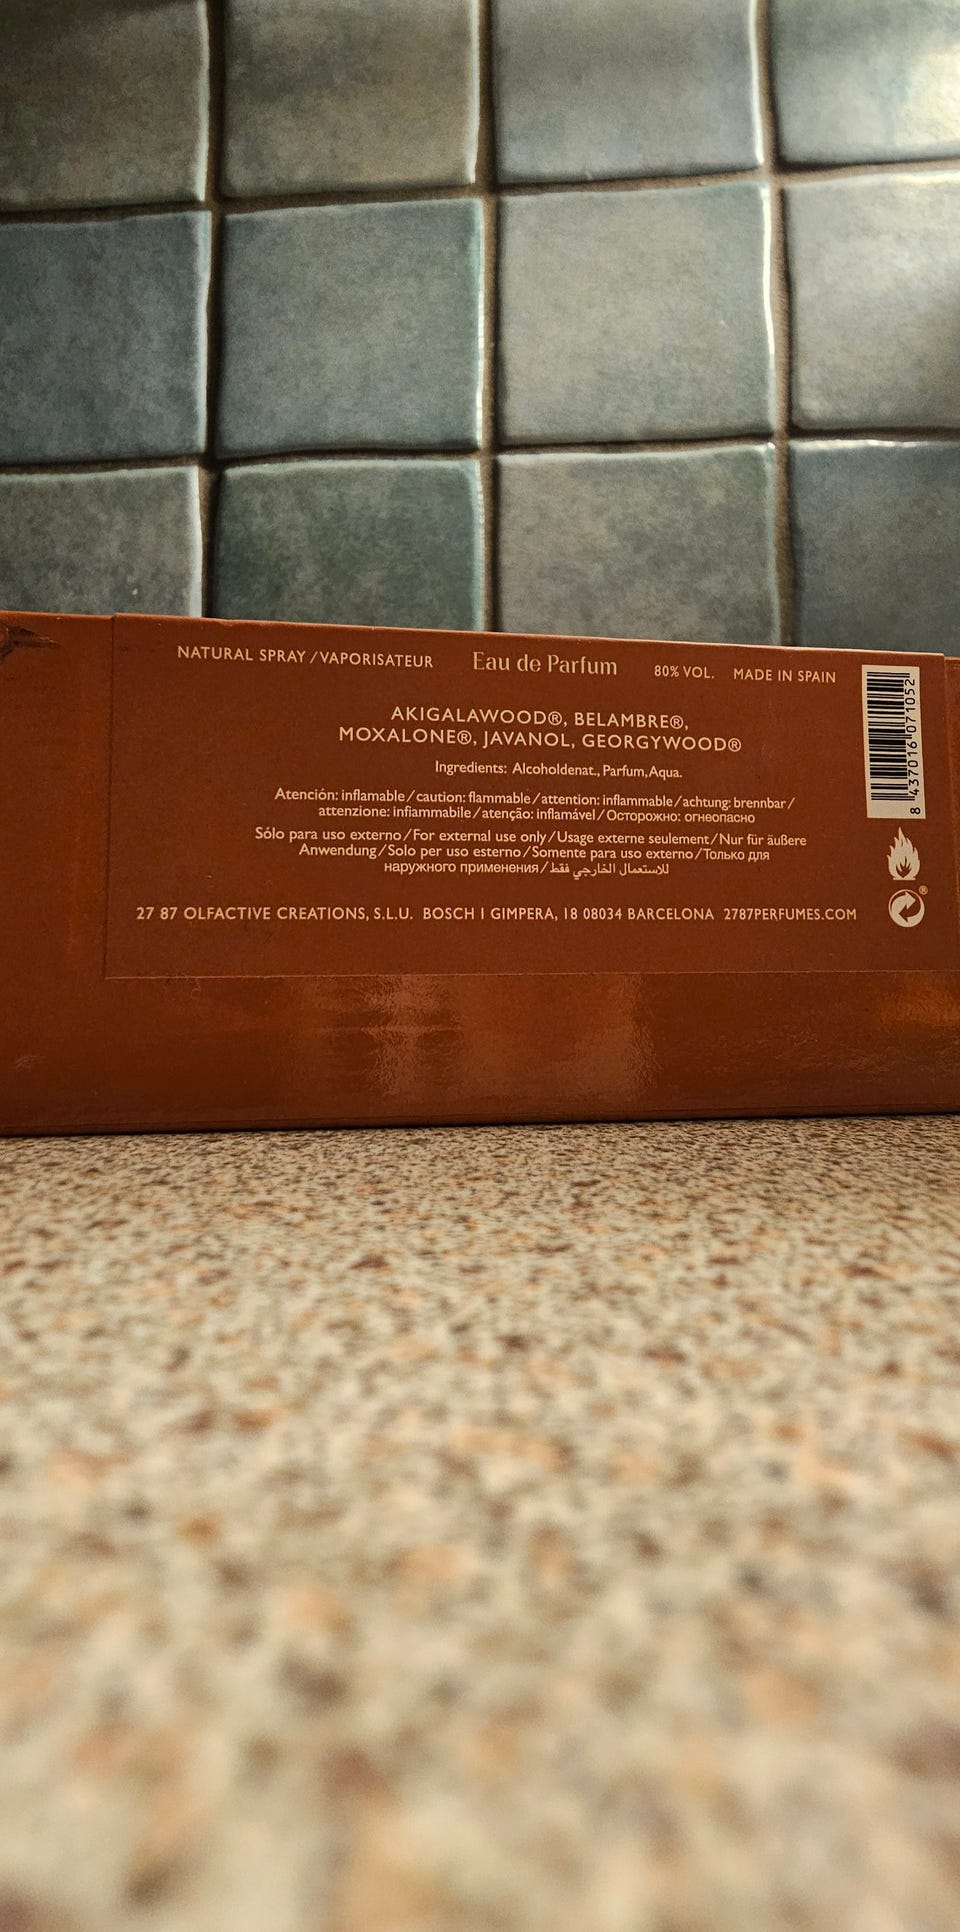 NATURAL SPRAY / VAPORISATEUR Eau de Parfum 80% VOL. MADE IN SPAIN
AKIGALAWOOD®, BELAMBRE®,
MOXALONE®, JAVANOL, GEORGYWOOD®
Ingredients: Alcoholdenat., Parfum, Aqua.
Atención: inflamable / caution: flammable / attention: inflammable / achtung: brennbar /
attenzione: infiammabile / atenção: inflamável / Осторожно: огнеопасно
Sólo para uso externo / For external use only / Usage externe seulement / Nur für äußere
Anwendung / Solo per uso esterno / Somente para uso externo / Только для
наружного применения / للاستعمال الخارجي فقط
27 87 OLFACTIVE CREATIONS, S.L.U. BOSCH I GIMPERA, 18 08034 BARCELONA 2787PERFUMES.COM
8 437016 071052
®